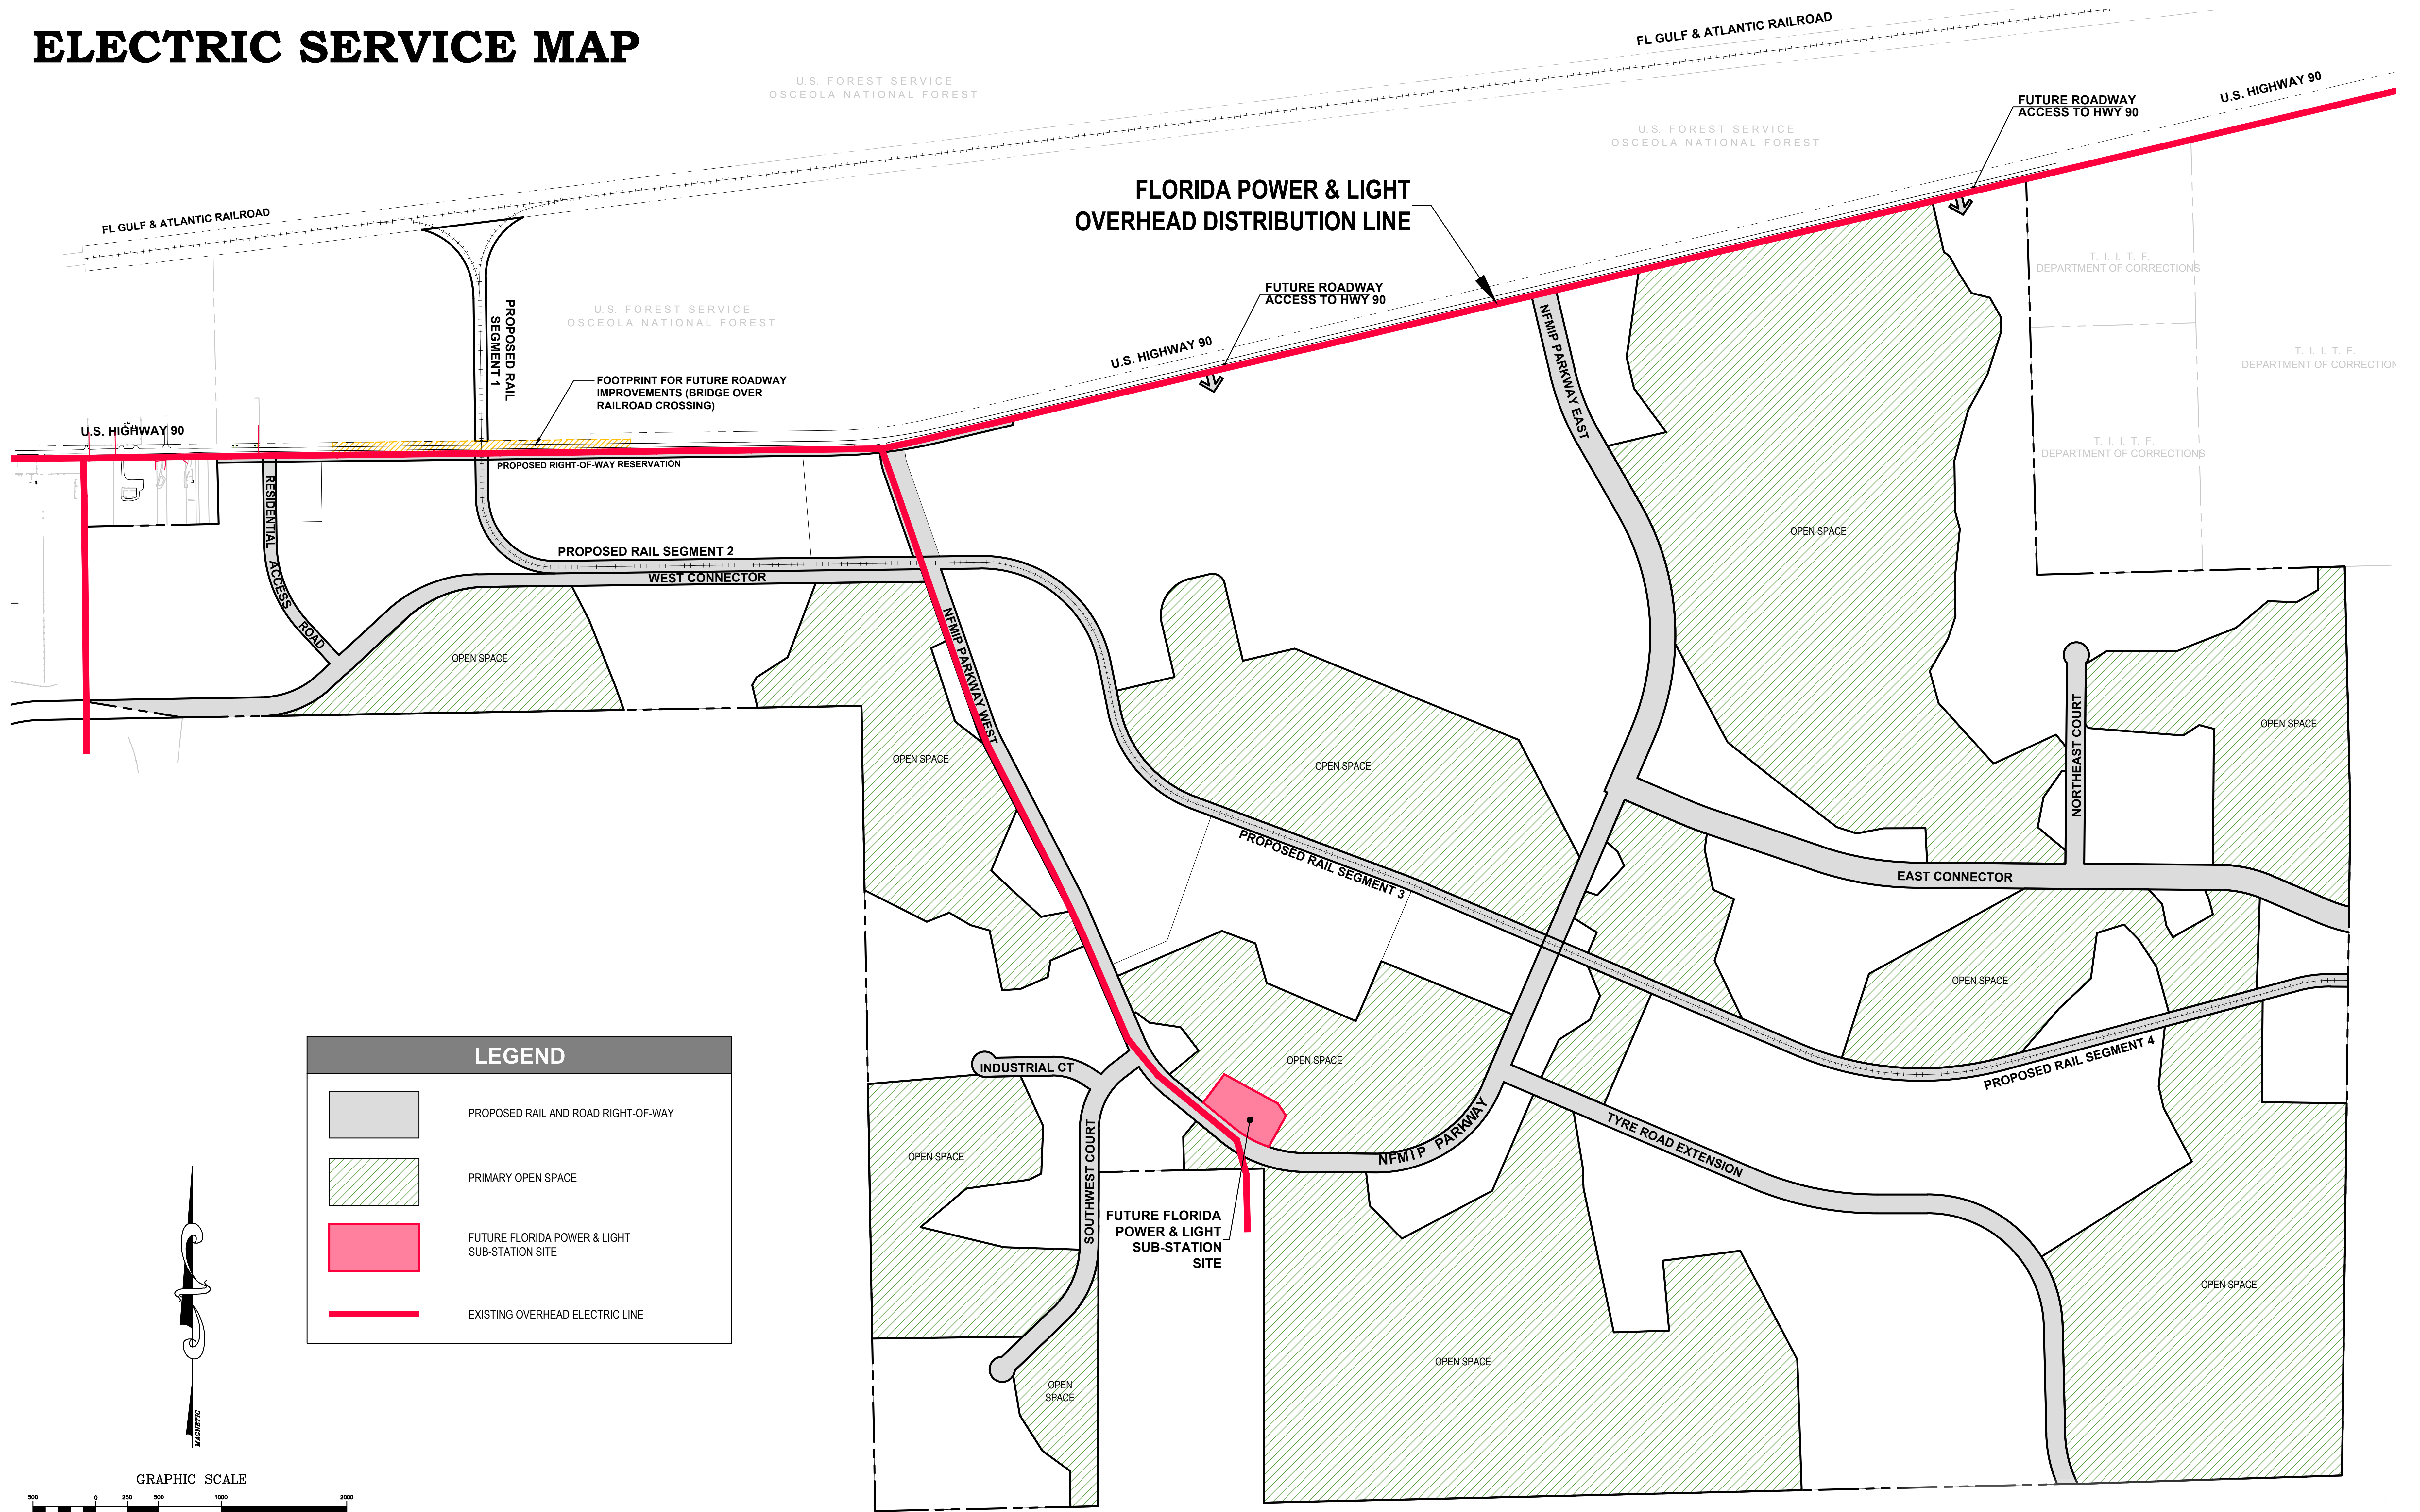 ELECTRIC SERVICE MAP
FL GULF & ATLANTIC RAILROAD
U.S. FOREST SERVICE
OSCEOLA NATIONAL FOREST
U.S. HIGHWAY 90
FUTURE ROADWAY
ACCESS TO HWY 90
U.S. FOREST SERVICE
OSCEOLA NATIONAL FOREST
FLORIDA POWER & LIGHT
OVERHEAD DISTRIBUTION LINE
FL GULF & ATLANTIC RAILROAD
T. I. I. T. F.
DEPARTMENT OF CORRECTIONS
FUTURE ROADWAY
ACCESS TO HWY 90
U.S. FOREST SERVICE
OSCEOLA NATIONAL FOREST
PROPOSED RAIL
SEGMENT 1
U.S. HIGHWAY 90
NFMIP PARKWAY EAST
T. I. I. T. F.
DEPARTMENT OF CORRECTION
FOOTPRINT FOR FUTURE ROADWAY
IMPROVEMENTS (BRIDGE OVER
RAILROAD CROSSING)
U.S. HIGHWAY 90
T. I. I. T. F.
DEPARTMENT OF CORRECTIONS
PROPOSED RIGHT-OF-WAY RESERVATION
RESIDENTIAL
ACCESS
ROAD
OPEN SPACE
PROPOSED RAIL SEGMENT 2
WEST CONNECTOR
NFMIP PARKWAY WEST
OPEN SPACE
OPEN SPACE
OPEN SPACE
OPEN SPACE
NORTHEAST COURT
PROPOSED RAIL SEGMENT 3
EAST CONNECTOR
OPEN SPACE
OPEN SPACE
PROPOSED RAIL SEGMENT 4
INDUSTRIAL CT
SOUTHWEST COURT
OPEN SPACE
NFMIP PARKWAY
TYRE ROAD EXTENSION
FUTURE FLORIDA
POWER & LIGHT
SUB-STATION
SITE
OPEN SPACE
OPEN SPACE
OPEN
SPACE
LEGEND
PROPOSED RAIL AND ROAD RIGHT-OF-WAY
PRIMARY OPEN SPACE
FUTURE FLORIDA POWER & LIGHT
SUB-STATION SITE
EXISTING OVERHEAD ELECTRIC LINE
MAGNETIC
GRAPHIC SCALE
500 0 250 500 1000 2000